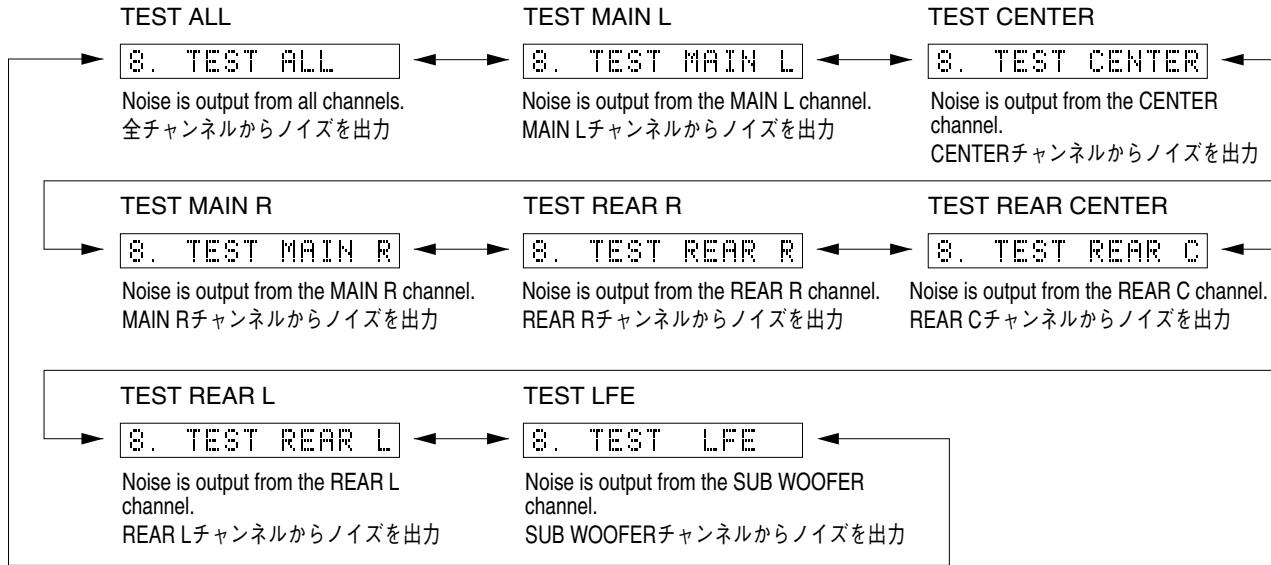 TEST ALL
8. TEST ALL
Noise is output from all channels.
全チャンネルからノイズを出力
TEST MAIN L
8. TEST MAIN L
Noise is output from the MAIN L channel.
MAIN Lチャンネルからノイズを出力
TEST CENTER
8. TEST CENTER
Noise is output from the CENTER
channel.
CENTERチャンネルからノイズを出力
TEST MAIN R
8. TEST MAIN R
Noise is output from the MAIN R channel.
MAIN Rチャンネルからノイズを出力
TEST REAR R
8. TEST REAR R
Noise is output from the REAR R channel.
REAR Rチャンネルからノイズを出力
TEST REAR CENTER
8. TEST REAR C
Noise is output from the REAR C channel.
REAR Cチャンネルからノイズを出力
TEST REAR L
8. TEST REAR L
Noise is output from the REAR L
channel.
REAR Lチャンネルからノイズを出力
TEST LFE
8. TEST LFE
Noise is output from the SUB WOOFER
channel.
SUB WOOFERチャンネルからノイズを出力